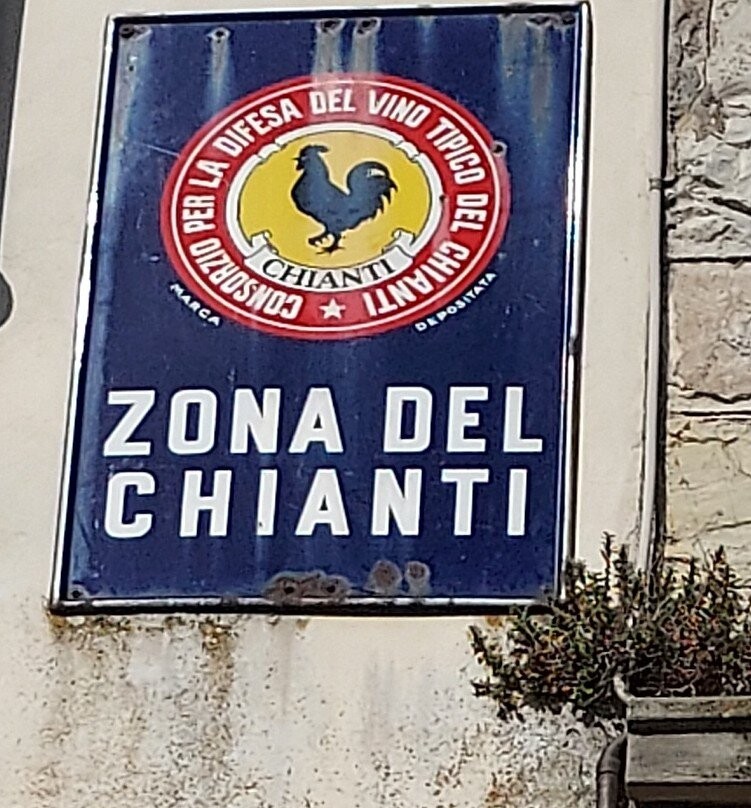 CONSORZIO PER LA DIFESA DEL VINO TIPICO DEL CHIANTI
CHIANTI
MARCA DEPOSITATA
ZONA DEL
CHIANTI